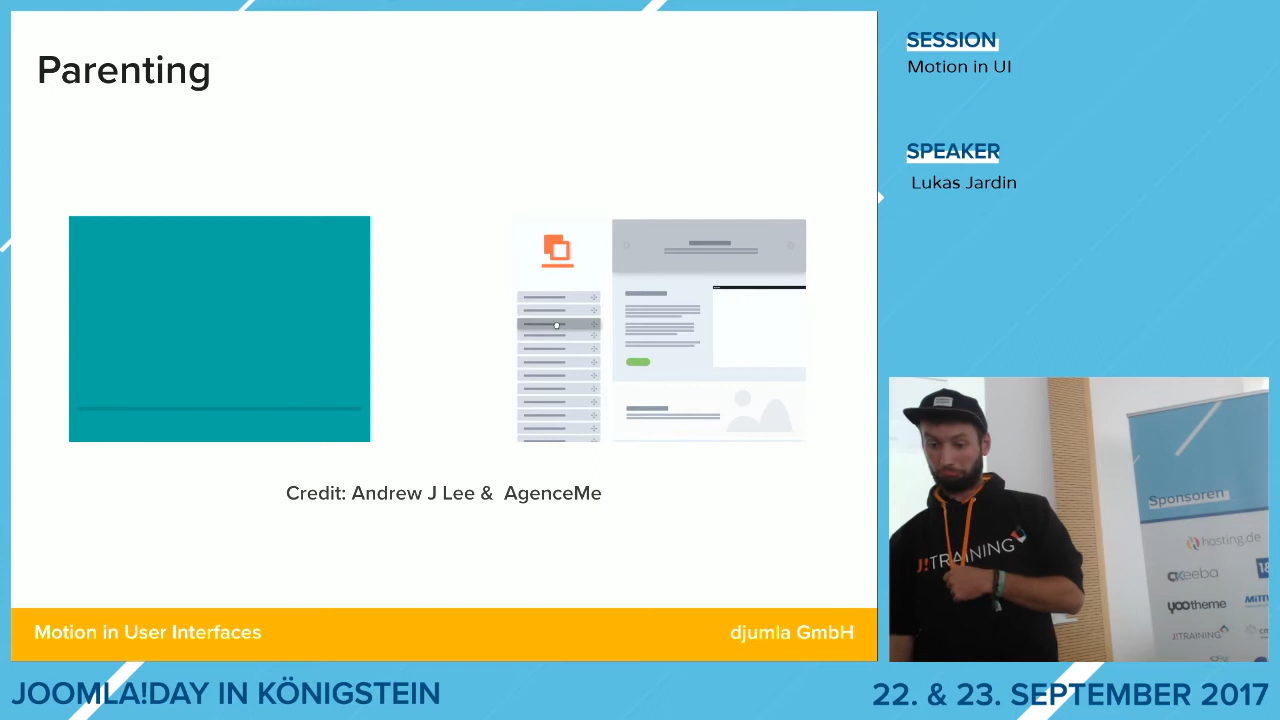 Parenting
Credit: Andrew J Lee & AgenceMe
Motion in User Interfaces
djumla GmbH
SESSION
Motion in UI
SPEAKER
Lukas Jardin
J!TRAINING
Sponsoren
hosting.de
akeeba
yootheme
J!TRAINING
JOOMLA!DAY IN KÖNIGSTEIN
22. & 23. SEPTEMBER 2017